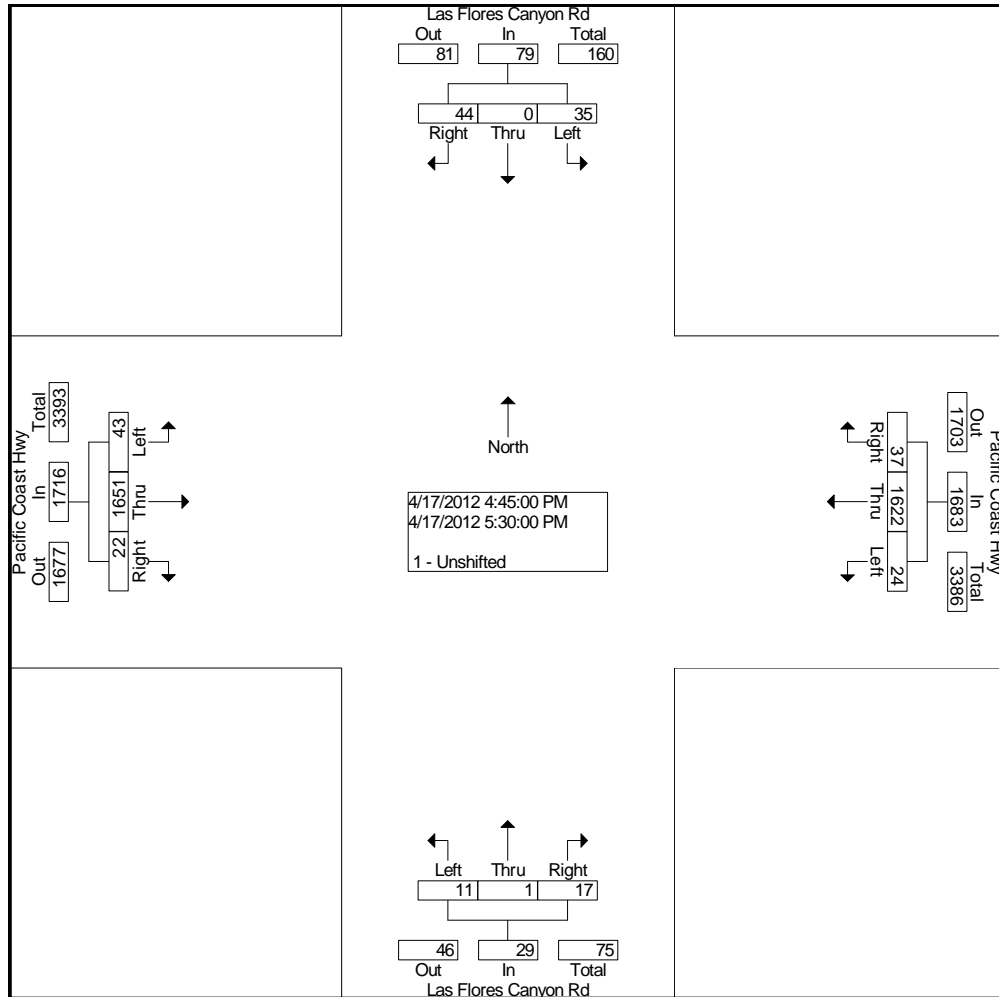 Las Flores Canyon Rd
Out In Total
81 79 160
44 0 35
Right Thru Left
Pacific Coast Hwy
Total In Out
3393 1716 1677
43 1651 22
Left Thru Right
North
4/17/2012 4:45:00 PM
4/17/2012 5:30:00 PM
1 - Unshifted
Pacific Coast Hwy
Out In Total
1703 1683 3386
37 1622 24
Right Thru Left
Left Thru Right
11 1 17
46 29 75
Out In Total
Las Flores Canyon Rd